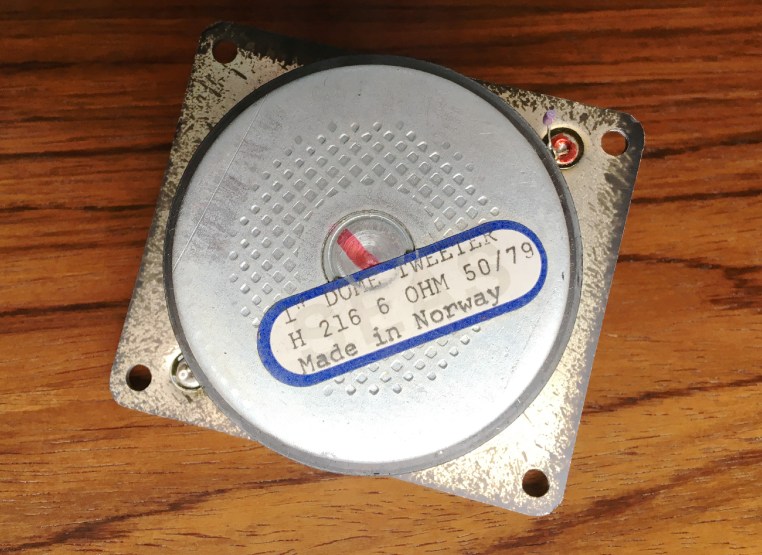 1" DOME TWEETER
H 216 6 OHM 50/79
Made in Norway